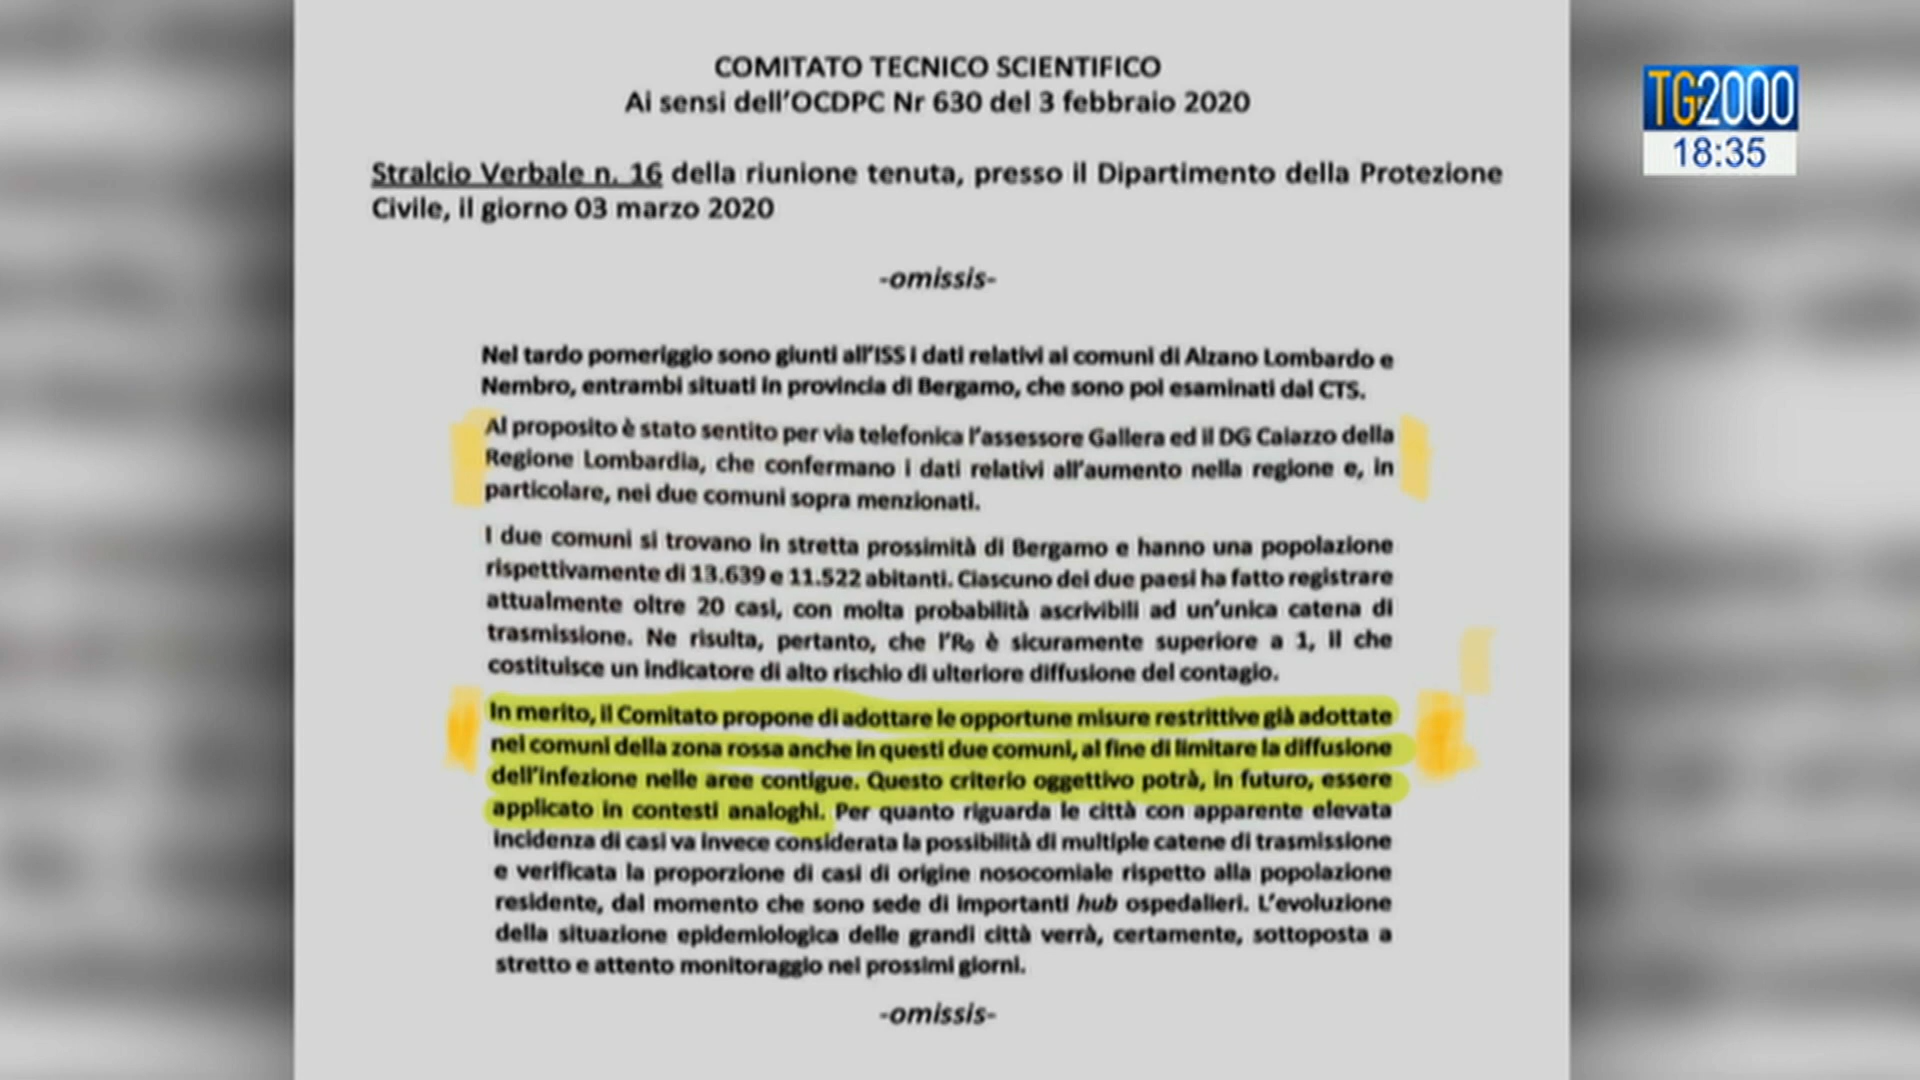 COMITATO TECNICO SCIENTIFICO
Ai sensi dell'OCDPC Nr 630 del 3 febbraio 2020
TG2000
18:35
Stralcio Verbale n. 16 della riunione tenuta, presso il Dipartimento della Protezione
Civile, il giorno 03 marzo 2020
-omissis-
Nel tardo pomeriggio sono giunti all'ISS i dati relativi ai comuni di Alzano Lombardo e
Nembro, entrambi situati in provincia di Bergamo, che sono poi esaminati dal CTS.
Al proposito è stato sentito per via telefonica l'assessore Gallera ed il DG Caiazzo della
Regione Lombardia, che confermano i dati relativi all'aumento nella regione e, in
particolare, nei due comuni sopra menzionati.
I due comuni si trovano in stretta prossimità di Bergamo e hanno una popolazione
rispettivamente di 13.639 e 11.522 abitanti. Ciascuno dei due paesi ha fatto registrare
attualmente oltre 20 casi, con molta probabilità ascrivibili ad un'unica catena di
trasmissione. Ne risulta, pertanto, che l'R₀ è sicuramente superiore a 1, il che
costituisce un indicatore di alto rischio di ulteriore diffusione del contagio.
In merito, il Comitato propone di adottare le opportune misure restrittive già adottate
nei comuni della zona rossa anche in questi due comuni, al fine di limitare la diffusione
dell'infezione nelle aree contigue. Questo criterio oggettivo potrà, in futuro, essere
applicato in contesti analoghi. Per quanto riguarda le città con apparente elevata
incidenza di casi va invece considerata la possibilità di multiple catene di trasmissione
e verificata la proporzione di casi di origine nosocomiale rispetto alla popolazione
residente, dal momento che sono sede di importanti hub ospedalieri. L'evoluzione
della situazione epidemiologica delle grandi città verrà, certamente, sottoposta a
stretto e attento monitoraggio nei prossimi giorni.
-omissis-